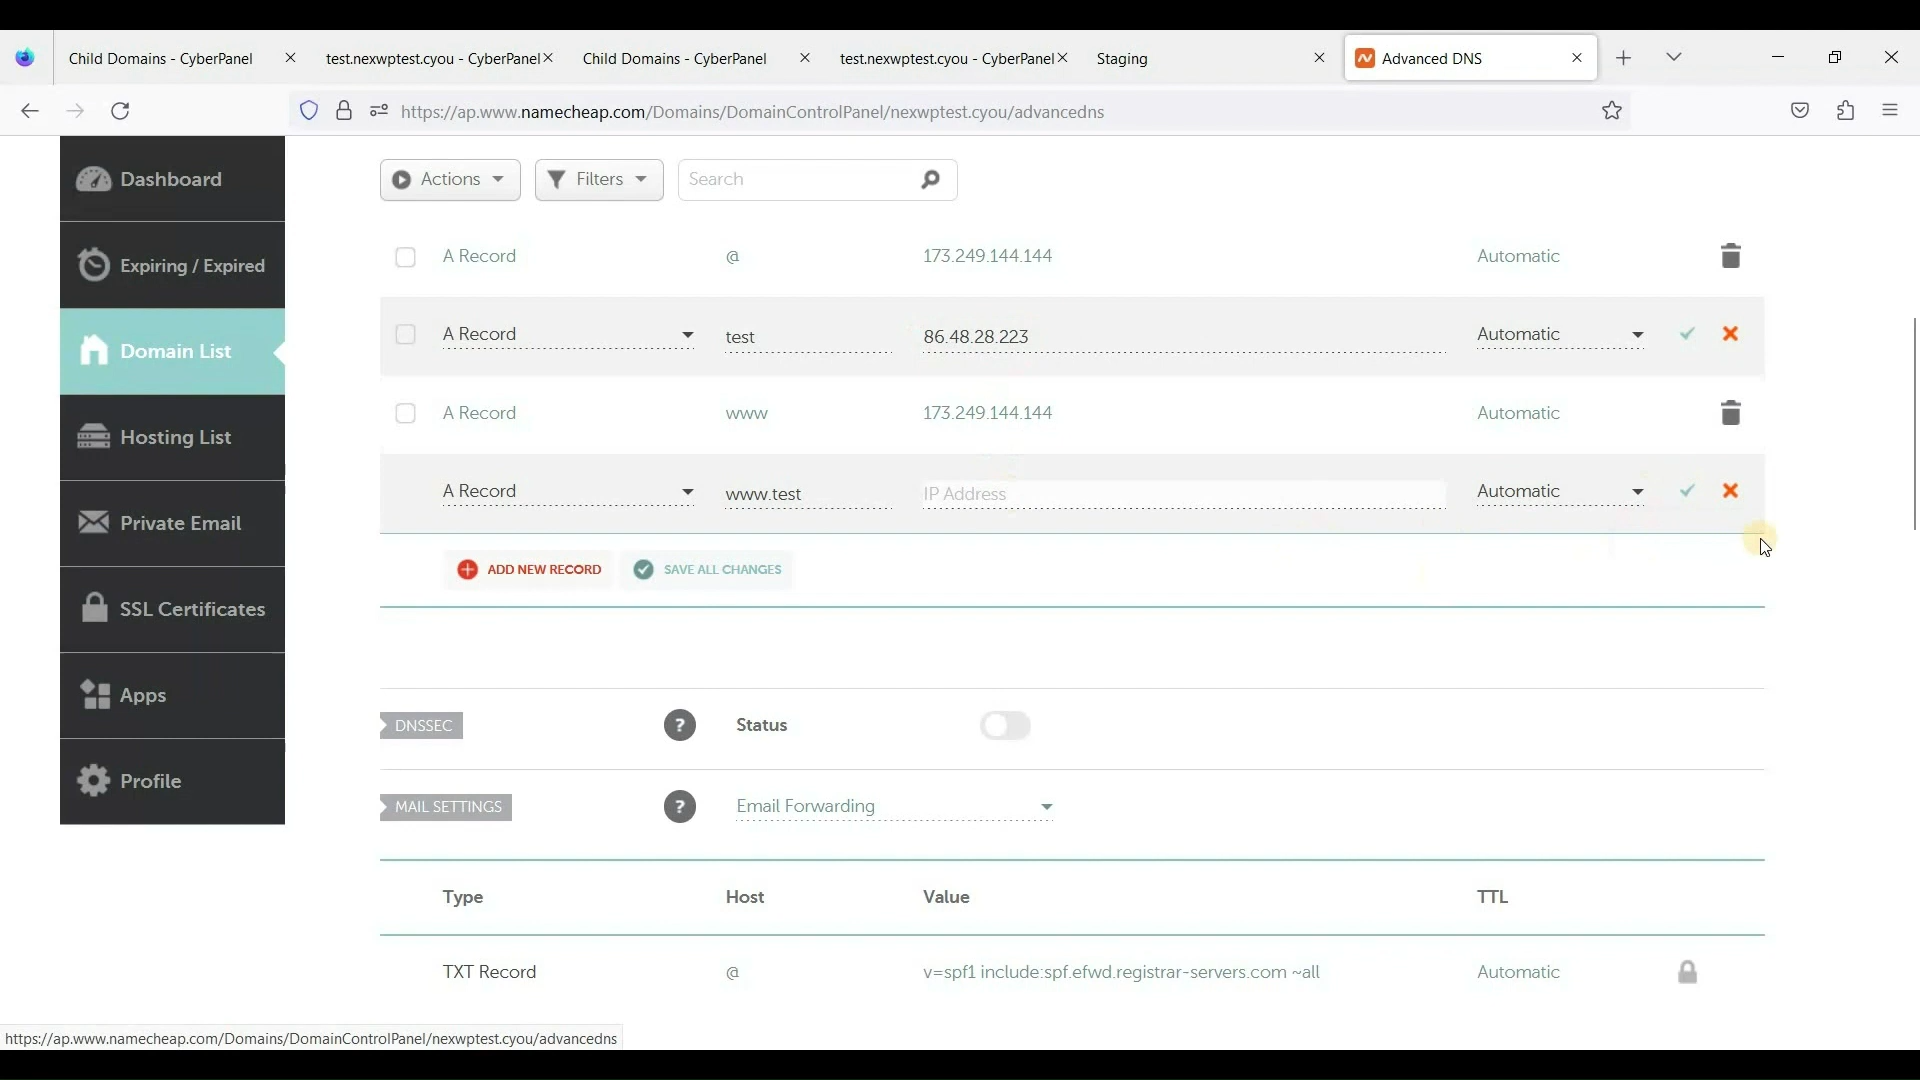 Child Domains - CyberPanel
test.nexwptest.cyou - CyberPanel
Child Domains - CyberPanel
test.nexwptest.cyou - CyberPanel
Staging
Advanced DNS
https://ap.www.namecheap.com/Domains/DomainControlPanel/nexwptest.cyou/advancedns
Dashboard
Expiring / Expired
Domain List
Hosting List
Private Email
SSL Certificates
Apps
Profile
Actions
Filters
Search
A Record @ 173.249.144.144 Automatic
A Record test 86.48.28.223 Automatic
A Record www 173.249.144.144 Automatic
A Record www.test IP Address Automatic
ADD NEW RECORD
SAVE ALL CHANGES
DNSSEC ? Status
MAIL SETTINGS ? Email Forwarding
Type Host Value TTL
TXT Record @ v=spf1 include:spf.efwd.registrar-servers.com ~all Automatic
https://ap.www.namecheap.com/Domains/DomainControlPanel/nexwptest.cyou/advancedns